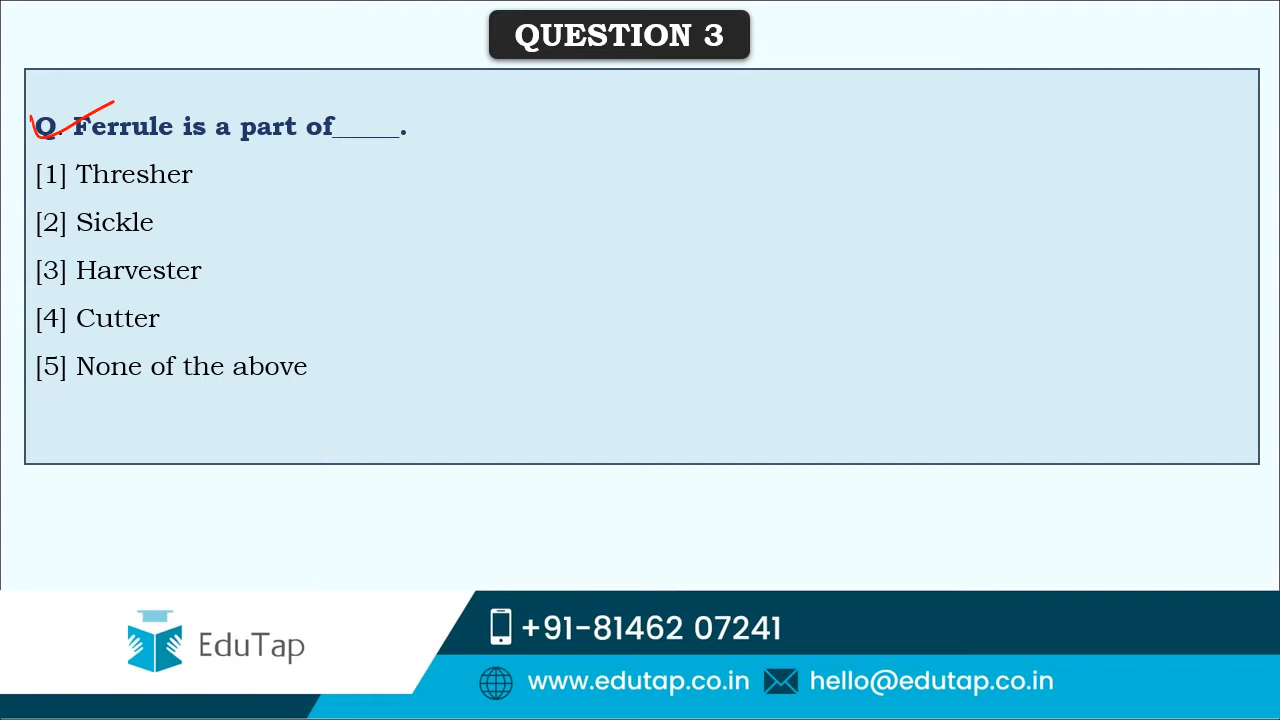 QUESTION 3
Q. Ferrule is a part of_____.
[1] Thresher
[2] Sickle
[3] Harvester
[4] Cutter
[5] None of the above
EduTap
+91-81462 07241
www.edutap.co.in
hello@edutap.co.in